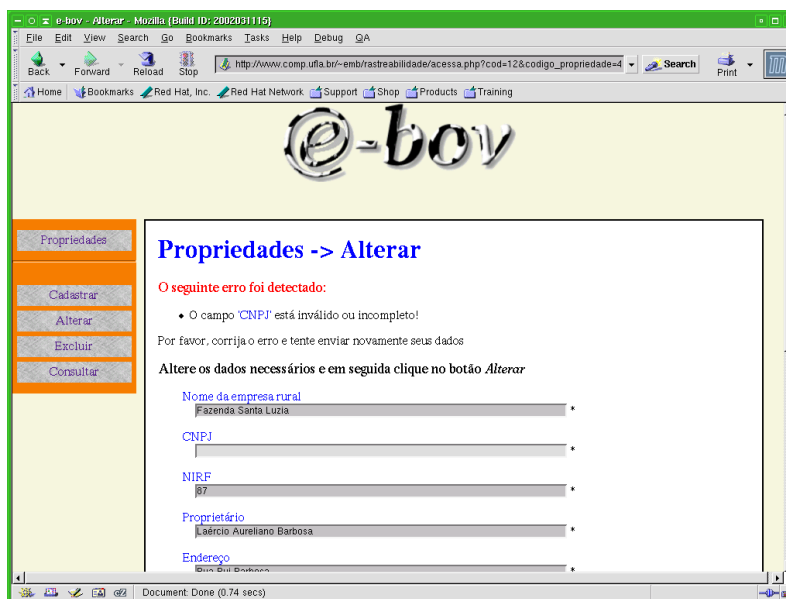 e-bov - Alterar - Mozilla {Build ID: 2002031115}
File Edit View Search Go Bookmarks Tasks Help Debug QA
Back Forward Reload Stop http://www.comp.ufla.br/~emb/rastreabilidade/acessa.php?cod=12&codigo_propriedade=4 Search Print
Home Bookmarks Red Hat, Inc. Red Hat Network Support Shop Products Training
e-bov
Propriedades
Cadastrar
Alterar
Excluir
Consultar
Propriedades -> Alterar
O seguinte erro foi detectado:
• O campo 'CNPJ' está inválido ou incompleto!
Por favor, corrija o erro e tente enviar novamente seus dados
Altere os dados necessários e em seguida clique no botão Alterar
Nome da empresa rural
Fazenda Santa Luzia *
CNPJ
*
NIRF
87 *
Proprietário
Laércio Aureliano Barbosa *
Endereço
Rua Rui Barbosa *
Document: Done (0.74 secs)